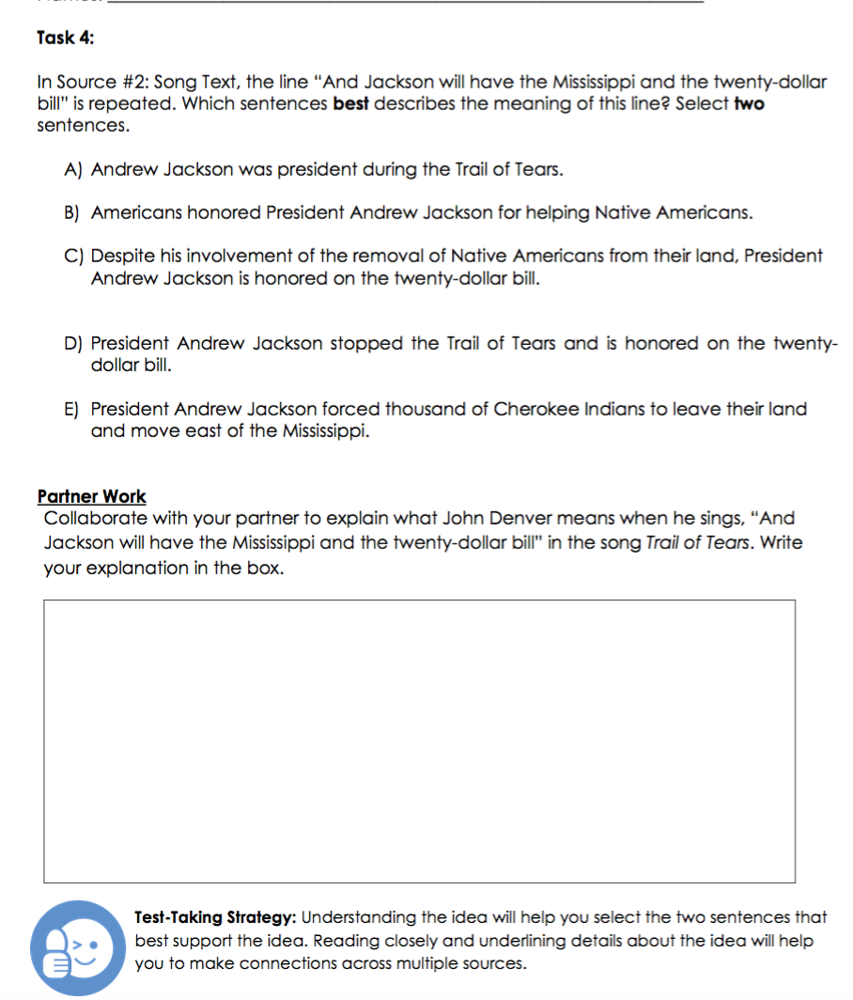 Task 4:
In Source #2: Song Text, the line "And Jackson will have the Mississippi and the twenty-dollar
bill" is repeated. Which sentences best describes the meaning of this line? Select two
sentences.
A) Andrew Jackson was president during the Trail of Tears.
B) Americans honored President Andrew Jackson for helping Native Americans.
C) Despite his involvement of the removal of Native Americans from their land, President
Andrew Jackson is honored on the twenty-dollar bill.
D) President Andrew Jackson stopped the Trail of Tears and is honored on the twenty-
dollar bill.
E) President Andrew Jackson forced thousand of Cherokee Indians to leave their land
and move east of the Mississippi.
Partner Work
Collaborate with your partner to explain what John Denver means when he sings, "And
Jackson will have the Mississippi and the twenty-dollar bill" in the song Trail of Tears. Write
your explanation in the box.
Test-Taking Strategy: Understanding the idea will help you select the two sentences that
best support the idea. Reading closely and underlining details about the idea will help
you to make connections across multiple sources.